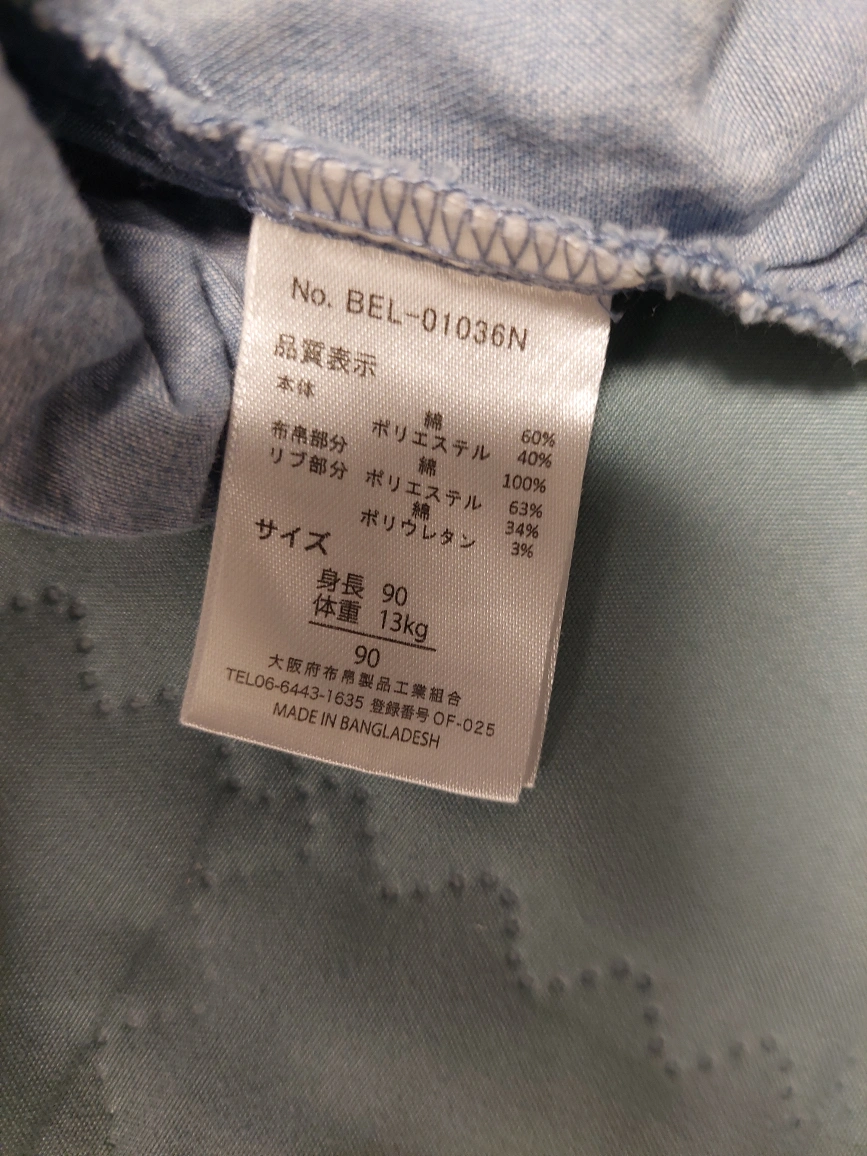 No. BEL-01036N
品質表示
本体 綿 60%
ポリエステル 40%
布帛部分 綿 100%
リブ部分 ポリエステル 63%
綿 34%
ポリウレタン 3%
サイズ
身長 90
体重 13kg
90
大阪府布帛製品工業組合
TEL06-6443-1635 登録番号OF-025
MADE IN BANGLADESH